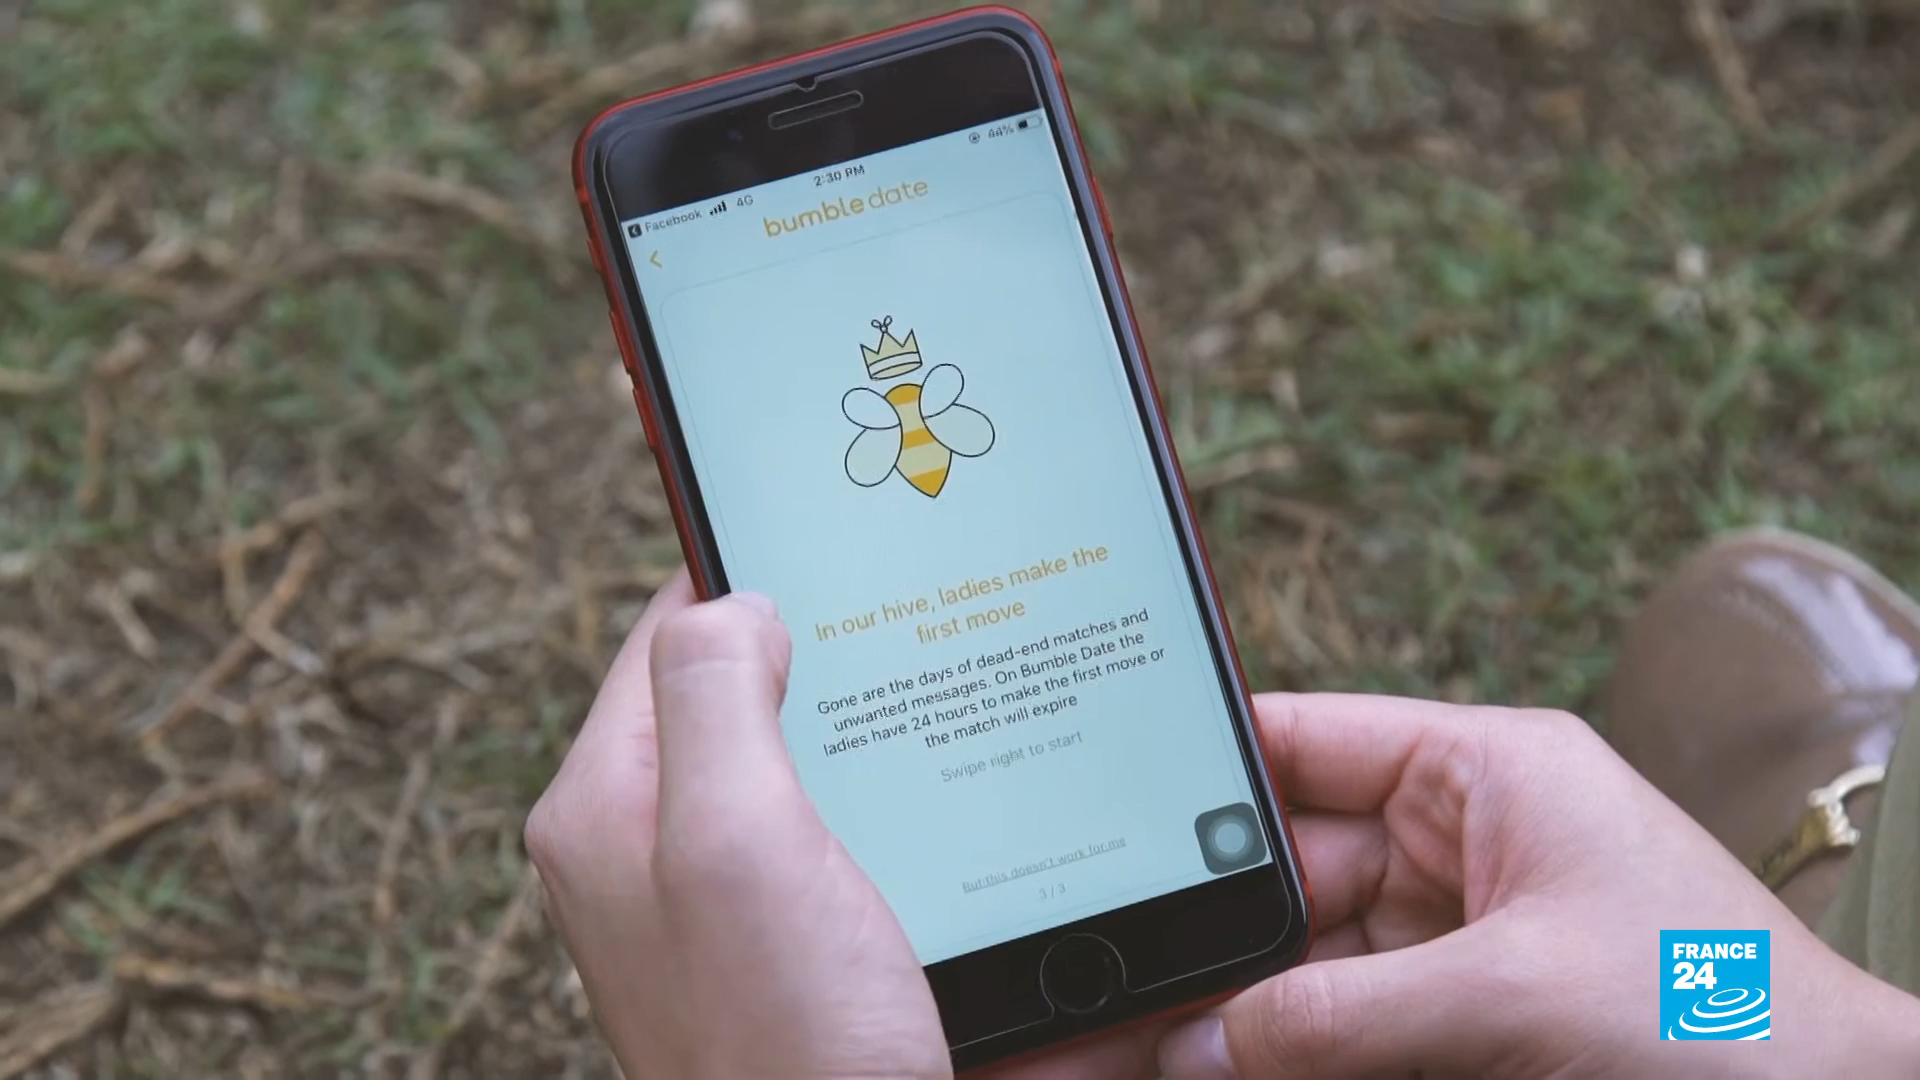 Facebook 4G 2:30 PM 44%
bumble date
In our hive, ladies make the
first move
Gone are the days of dead-end matches and
unwanted messages. On Bumble Date the
ladies have 24 hours to make the first move or
the match will expire
Swipe right to start
But this doesn't work for me
3 / 3
FRANCE
24